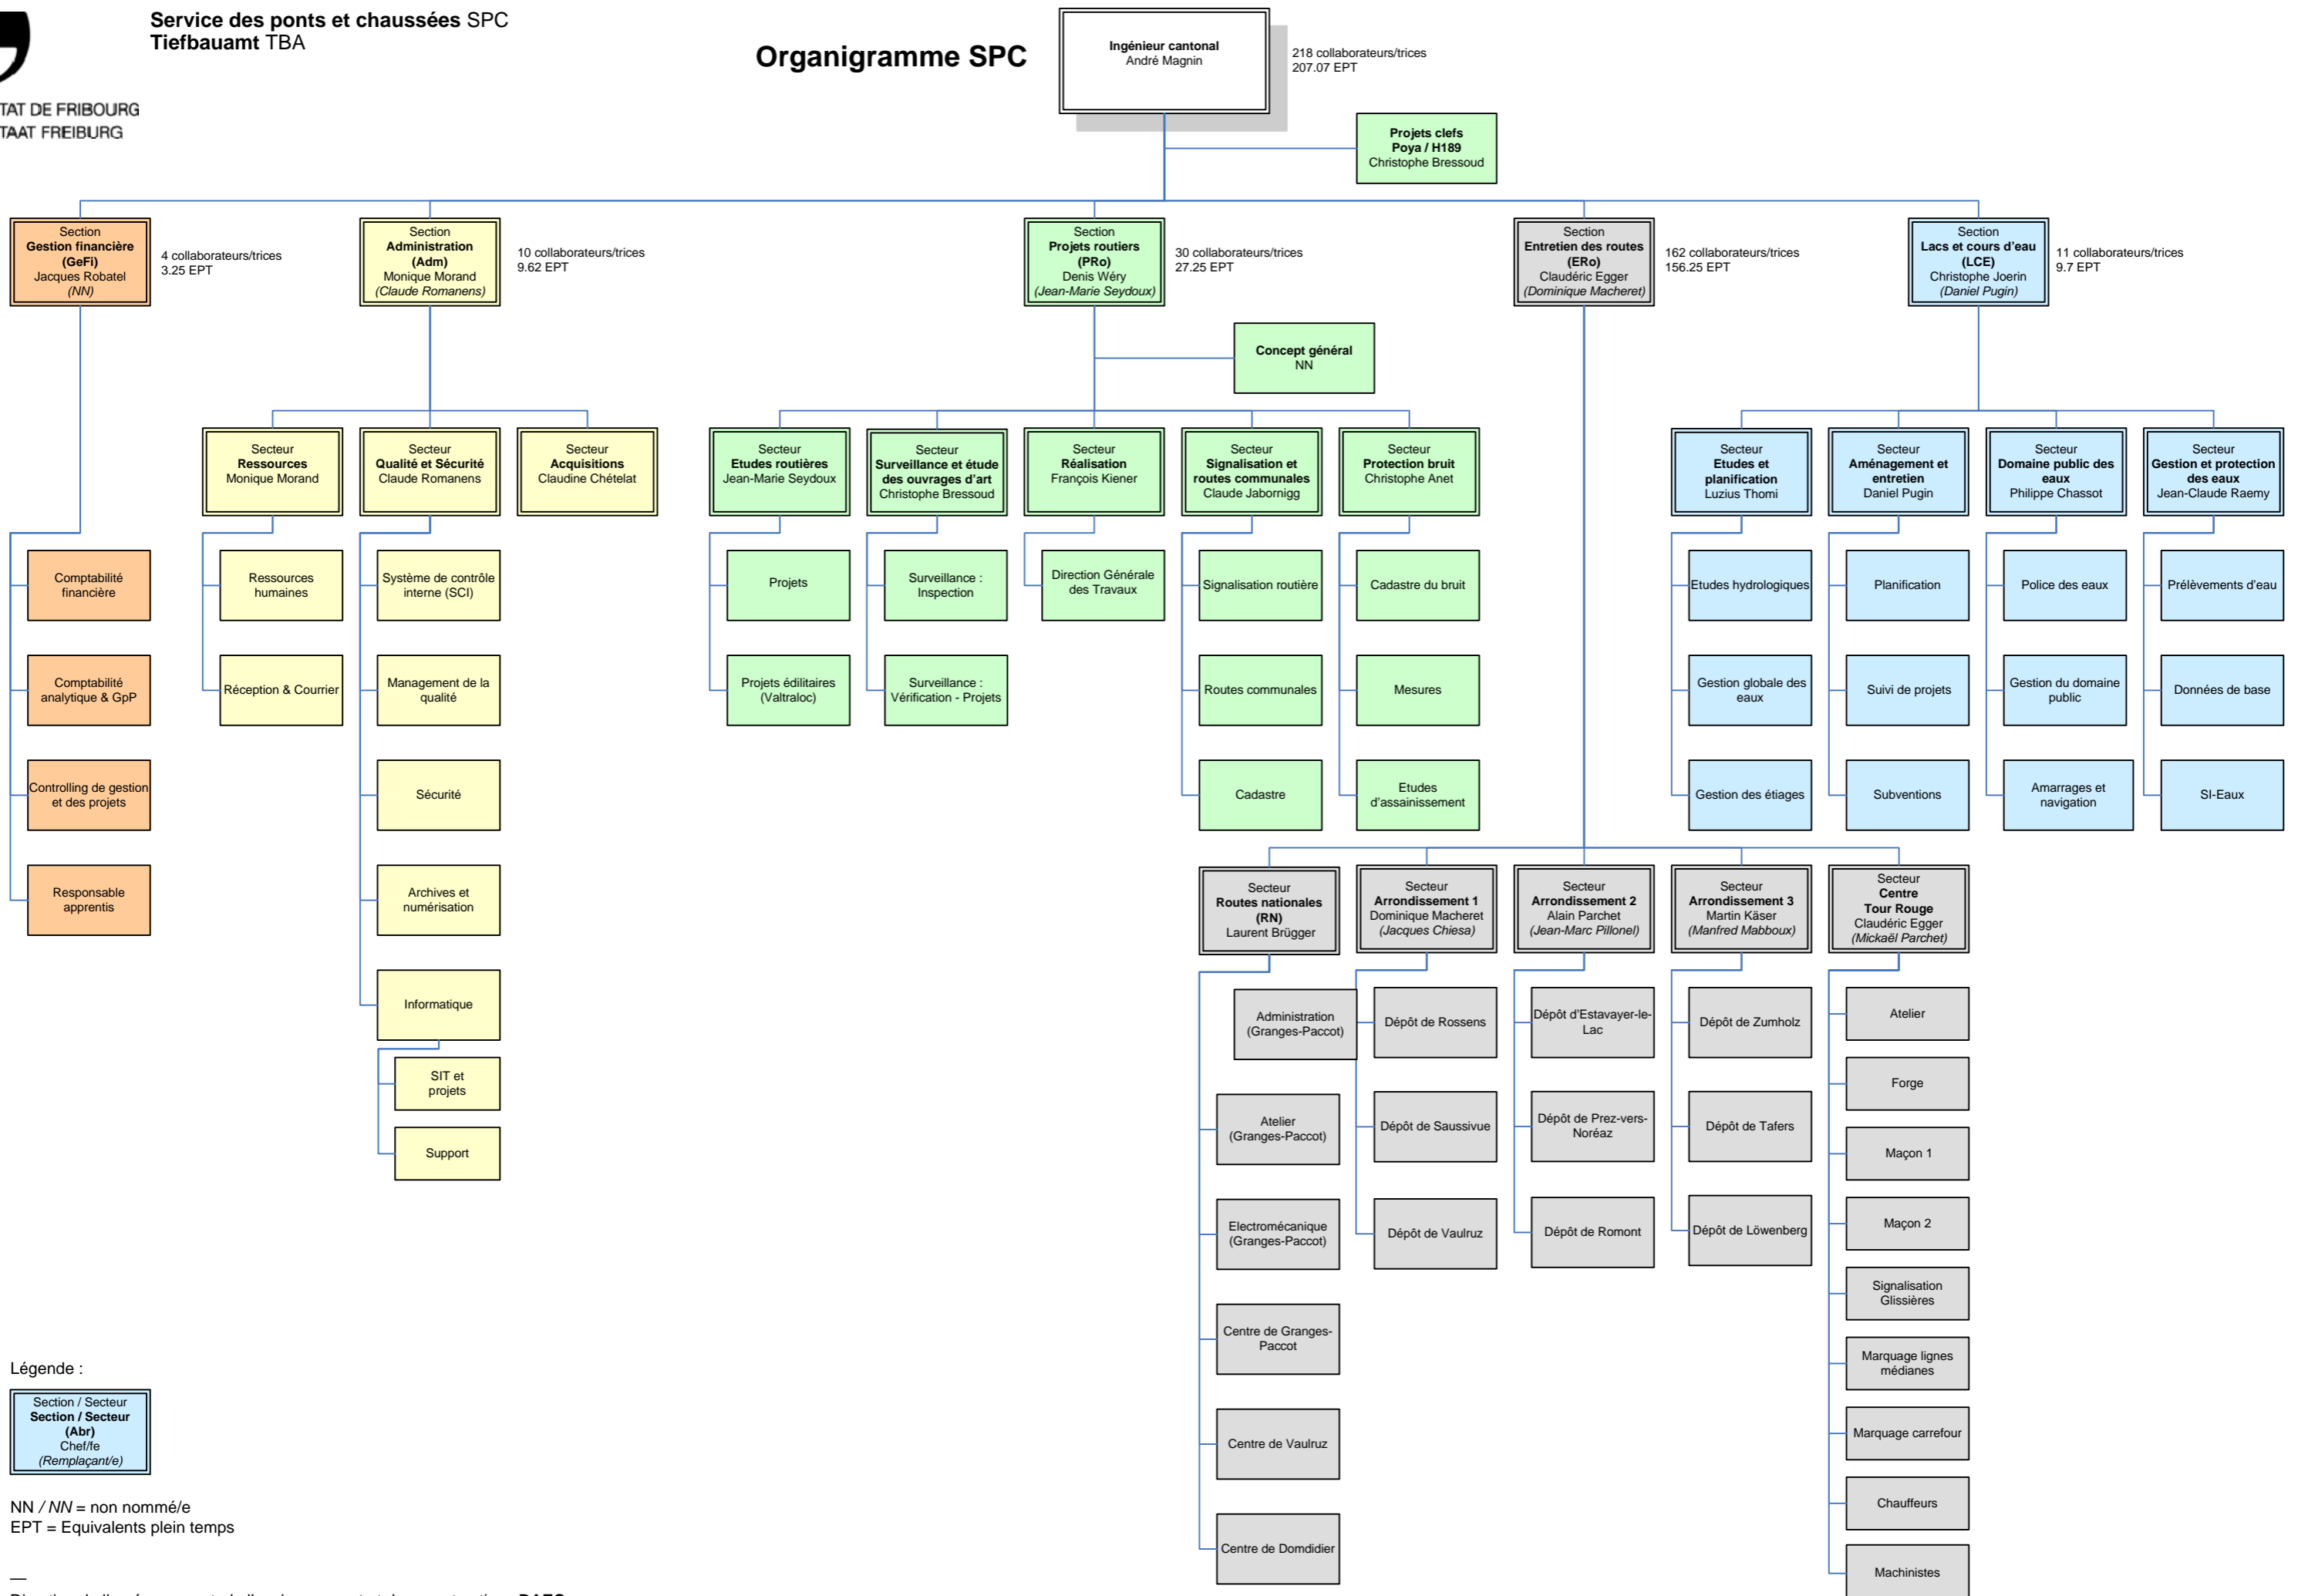 Service des ponts et chaussées SPC
Tiefbauamt TBA
TAT DE FRIBOURG
TAAT FREIBURG
Organigramme SPC
Ingénieur cantonal
André Magnin
218 collaborateurs/trices
207.07 EPT
Projets clefs
Poya / H189
Christophe Bressoud
Section
Gestion financière
(GeFi)
Jacques Robatel
(NN)
4 collaborateurs/trices
3.25 EPT
Section
Administration
(Adm)
Monique Morand
(Claude Romanens)
10 collaborateurs/trices
9.62 EPT
Section
Projets routiers
(PRo)
Denis Wéry
(Jean-Marie Seydoux)
30 collaborateurs/trices
27.25 EPT
Section
Entretien des routes
(ERo)
Claudéric Egger
(Dominique Macheret)
162 collaborateurs/trices
156.25 EPT
Section
Lacs et cours d'eau
(LCE)
Christophe Joerin
(Daniel Pugin)
11 collaborateurs/trices
9.7 EPT
Concept général
NN
Secteur
Ressources
Monique Morand
Secteur
Qualité et Sécurité
Claude Romanens
Secteur
Acquisitions
Claudine Chételat
Secteur
Etudes routières
Jean-Marie Seydoux
Secteur
Surveillance et étude
des ouvrages d'art
Christophe Bressoud
Secteur
Réalisation
François Kiener
Secteur
Signalisation et
routes communales
Claude Jabornigg
Secteur
Protection bruit
Christophe Anet
Secteur
Etudes et
planification
Luzius Thomi
Secteur
Aménagement et
entretien
Daniel Pugin
Secteur
Domaine public des
eaux
Philippe Chassot
Secteur
Gestion et protection
des eaux
Jean-Claude Raemy
Comptabilité
financière
Ressources
humaines
Système de contrôle
interne (SCI)
Projets
Surveillance :
Inspection
Direction Générale
des Travaux
Signalisation routière
Cadastre du bruit
Etudes hydrologiques
Planification
Police des eaux
Prélèvements d'eau
Comptabilité
analytique & GpP
Réception & Courrier
Management de la
qualité
Projets édilitaires
(Valtraloc)
Surveillance :
Vérification - Projets
Routes communales
Mesures
Gestion globale des
eaux
Suivi de projets
Gestion du domaine
public
Données de base
Controlling de gestion
et des projets
Sécurité
Cadastre
Etudes
d'assainissement
Gestion des étiages
Subventions
Amarrages et
navigation
SI-Eaux
Responsable
apprentis
Archives et
numérisation
Informatique
SIT et
projets
Support
Secteur
Routes nationales
(RN)
Laurent Brügger
Secteur
Arrondissement 1
Dominique Macheret
(Jacques Chiesa)
Secteur
Arrondissement 2
Alain Parchet
(Jean-Marc Pillonel)
Secteur
Arrondissement 3
Martin Käser
(Manfred Mabboux)
Secteur
Centre
Tour Rouge
Claudéric Egger
(Mickaël Parchet)
Administration
(Granges-Paccot)
Atelier
(Granges-Paccot)
Electromécanique
(Granges-Paccot)
Centre de Granges-
Paccot
Centre de Vaulruz
Centre de Domdidier
Dépôt de Rossens
Dépôt de Saussivue
Dépôt de Vaulruz
Dépôt d'Estavayer-le-
Lac
Dépôt de Prez-vers-
Noréaz
Dépôt de Romont
Dépôt de Zumholz
Dépôt de Tafers
Dépôt de Löwenberg
Atelier
Forge
Maçon 1
Maçon 2
Signalisation
Glissières
Marquage lignes
médianes
Marquage carrefour
Chauffeurs
Machinistes
Légende :
Section / Secteur
Section / Secteur
(Abr)
Chef/fe
(Remplaçant/e)
NN / NN = non nommé/e
EPT = Equivalents plein temps
—